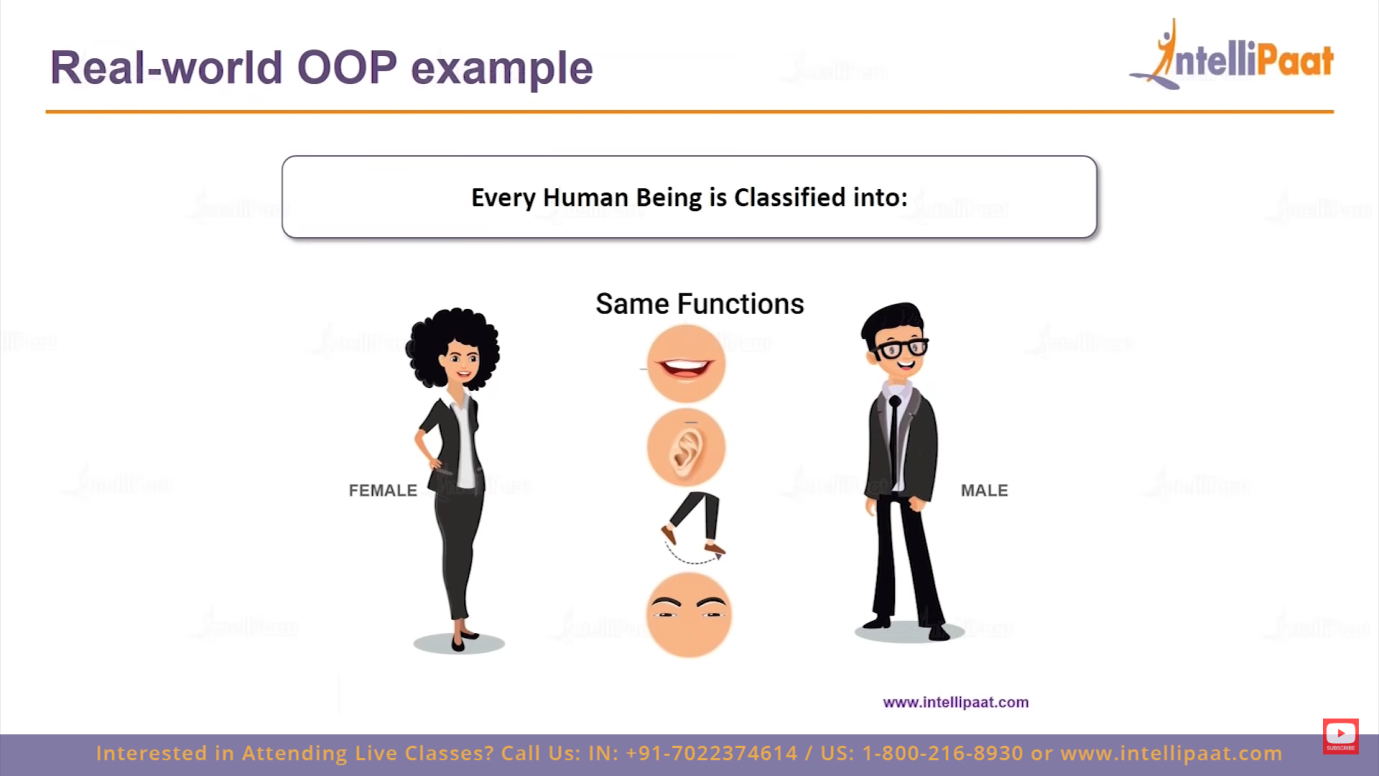 Real-world OOP example
IntelliPaat
Every Human Being is Classified into:
Same Functions
FEMALE
MALE
www.intellipaat.com
Interested in Attending Live Classes? Call Us: IN: +91-7022374614 / US: 1-800-216-8930 or www.intellipaat.com
SUBSCRIBE